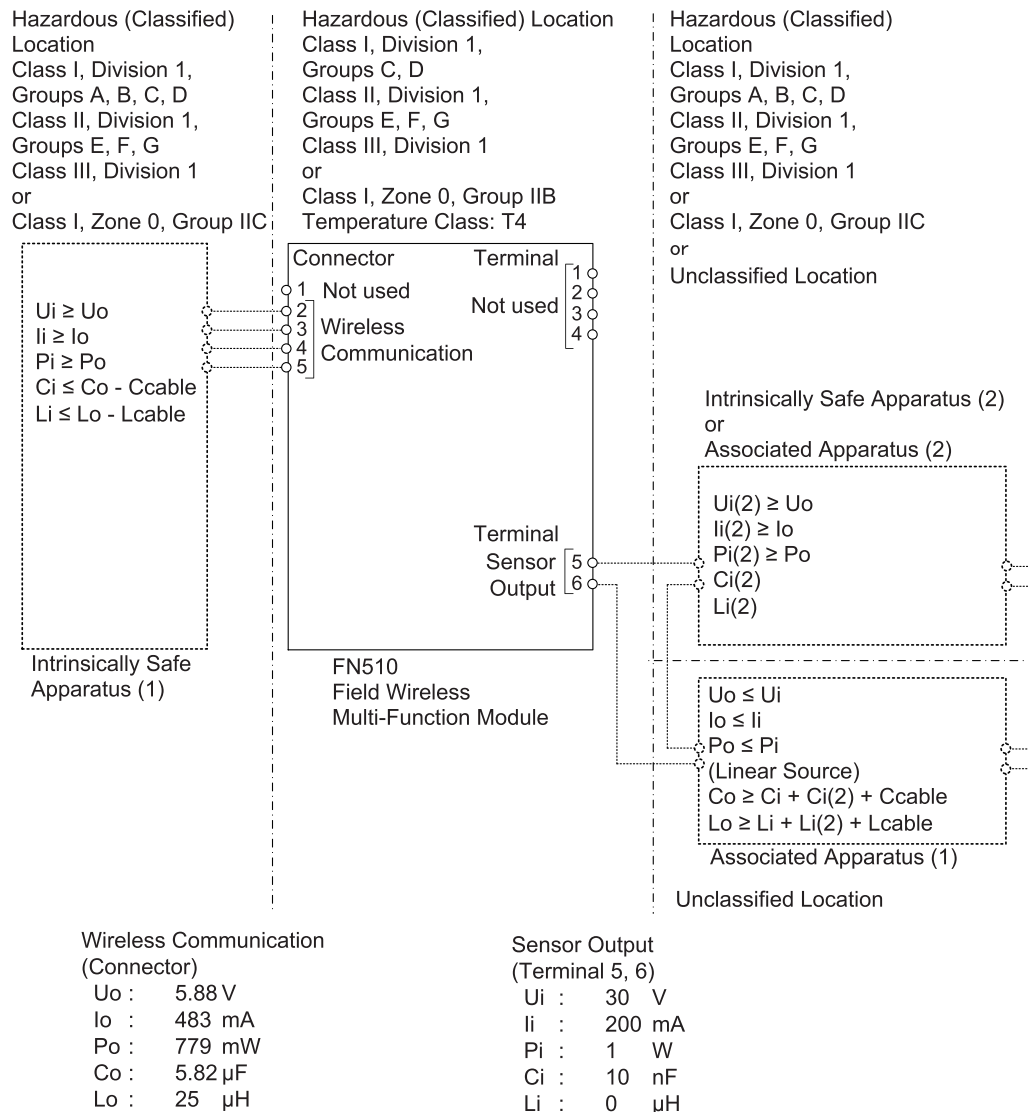 Hazardous (Classified)
Location
Class I, Division 1,
Groups A, B, C, D
Class II, Division 1,
Groups E, F, G
Class III, Division 1
or
Class I, Zone 0, Group IIC
Hazardous (Classified) Location
Class I, Division 1,
Groups C, D
Class II, Division 1,
Groups E, F, G
Class III, Division 1
or
Class I, Zone 0, Group IIB
Temperature Class: T4
Hazardous (Classified)
Location
Class I, Division 1,
Groups A, B, C, D
Class II, Division 1,
Groups E, F, G
Class III, Division 1
or
Class I, Zone 0, Group IIC
or
Unclassified Location
Ui ≥ Uo
Ii ≥ Io
Pi ≥ Po
Ci ≤ Co - Ccable
Li ≤ Lo - Lcable
Intrinsically Safe
Apparatus (1)
Connector
1 Not used
2
3 Wireless
4 Communication
5
Terminal
1
2
Not used
3
4
Terminal
Sensor 5
Output 6
FN510
Field Wireless
Multi-Function Module
Intrinsically Safe Apparatus (2)
or
Associated Apparatus (2)
Ui(2) ≥ Uo
Ii(2) ≥ Io
Pi(2) ≥ Po
Ci(2)
Li(2)
Uo ≤ Ui
Io ≤ Ii
Po ≤ Pi
(Linear Source)
Co ≥ Ci + Ci(2) + Ccable
Lo ≥ Li + Li(2) + Lcable
Associated Apparatus (1)
Unclassified Location
Wireless Communication
(Connector)
Uo : 5.88 V
Io : 483 mA
Po : 779 mW
Co : 5.82 µF
Lo : 25 µH
Sensor Output
(Terminal 5, 6)
Ui : 30 V
Ii : 200 mA
Pi : 1 W
Ci : 10 nF
Li : 0 µH